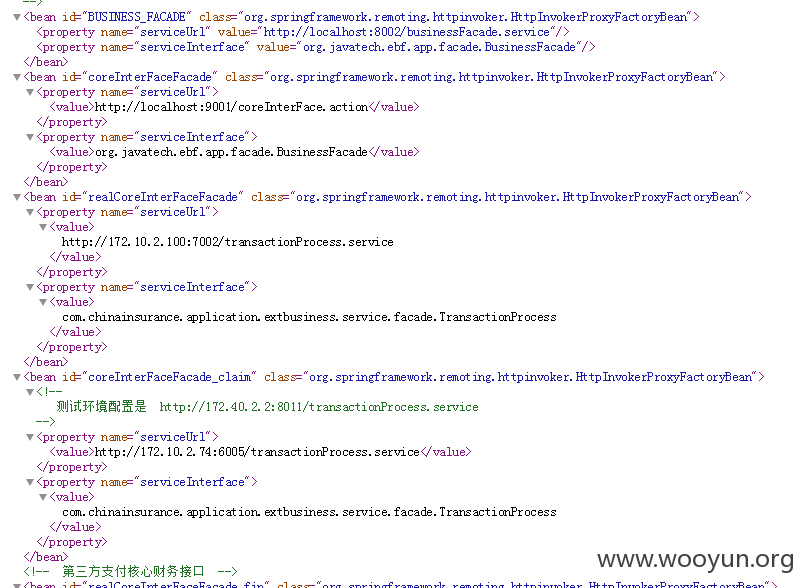 -->
▼<bean id="BUSINESS_FACADE" class="org.springframework.remoting.httpinvoker.HttpInvokerProxyFactoryBean">
<property name="serviceUrl" value="http://localhost:8002/businessFacade.service"/>
<property name="serviceInterface" value="org.javatech.ebf.app.facade.BusinessFacade"/>
</bean>
▼<bean id="coreInterFaceFacade" class="org.springframework.remoting.httpinvoker.HttpInvokerProxyFactoryBean">
▼<property name="serviceUrl">
<value>http://localhost:9001/coreInterFace.action</value>
</property>
▼<property name="serviceInterface">
<value>org.javatech.ebf.app.facade.BusinessFacade</value>
</property>
</bean>
▼<bean id="realCoreInterFaceFacade" class="org.springframework.remoting.httpinvoker.HttpInvokerProxyFactoryBean">
▼<property name="serviceUrl">
▼<value>
http://172.10.2.100:7002/transactionProcess.service
</value>
</property>
▼<property name="serviceInterface">
▼<value>
com.chinainsurance.application.extbusiness.service.facade.TransactionProcess
</value>
</property>
</bean>
▼<bean id="coreInterFaceFacade_claim" class="org.springframework.remoting.httpinvoker.HttpInvokerProxyFactoryBean">
▼<!--
测试环境配置是 http://172.40.2.2:8011/transactionProcess.service
-->
▼<property name="serviceUrl">
<value>http://172.10.2.74:6005/transactionProcess.service</value>
</property>
▼<property name="serviceInterface">
▼<value>
com.chinainsurance.application.extbusiness.service.facade.TransactionProcess
</value>
</property>
</bean>
<!-- 第三方支付核心财务接口 -->
▼<bean id="realCoreInterFaceFacade_fin" class="org.springframework.remoting.httpinvoker.HttpInvokerProxyFactoryBean">
www.wooyun.org